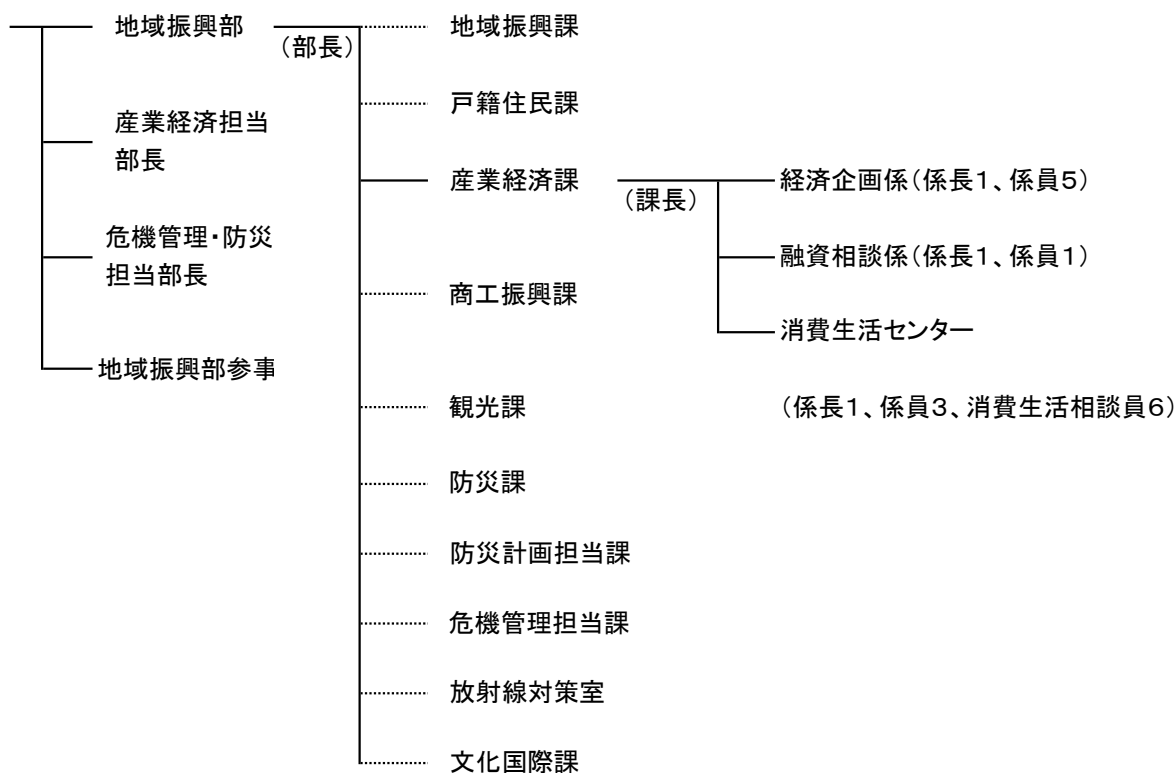 地域振興部
（部長）
地域振興課
戸籍住民課
産業経済担当
部長
産業経済課
（課長）
経済企画係（係長１、係員５）
危機管理・防災
担当部長
融資相談係（係長１、係員１）
商工振興課
消費生活センター
地域振興部参事
観光課
（係長１、係員３、消費生活相談員６）
防災課
防災計画担当課
危機管理担当課
放射線対策室
文化国際課